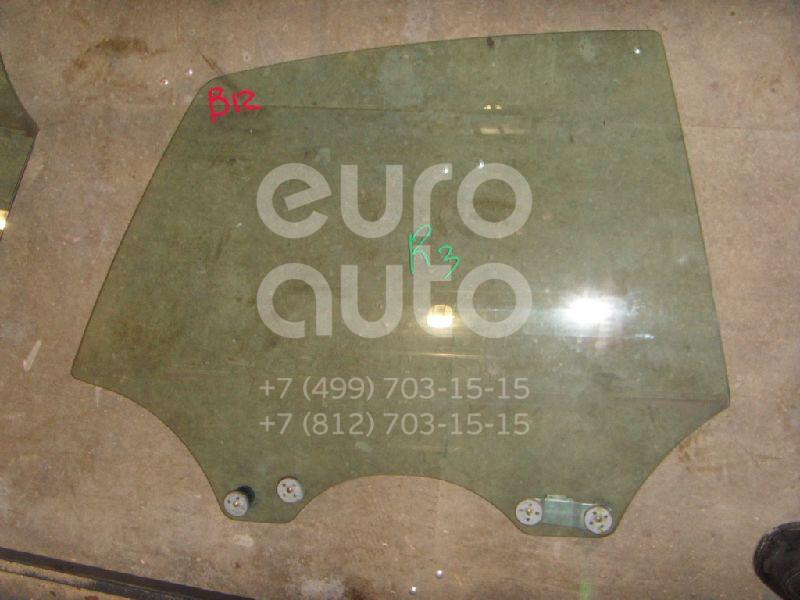 B12
euro
R3
auto
+7 (499) 703-15-15
+7 (812) 703-15-15